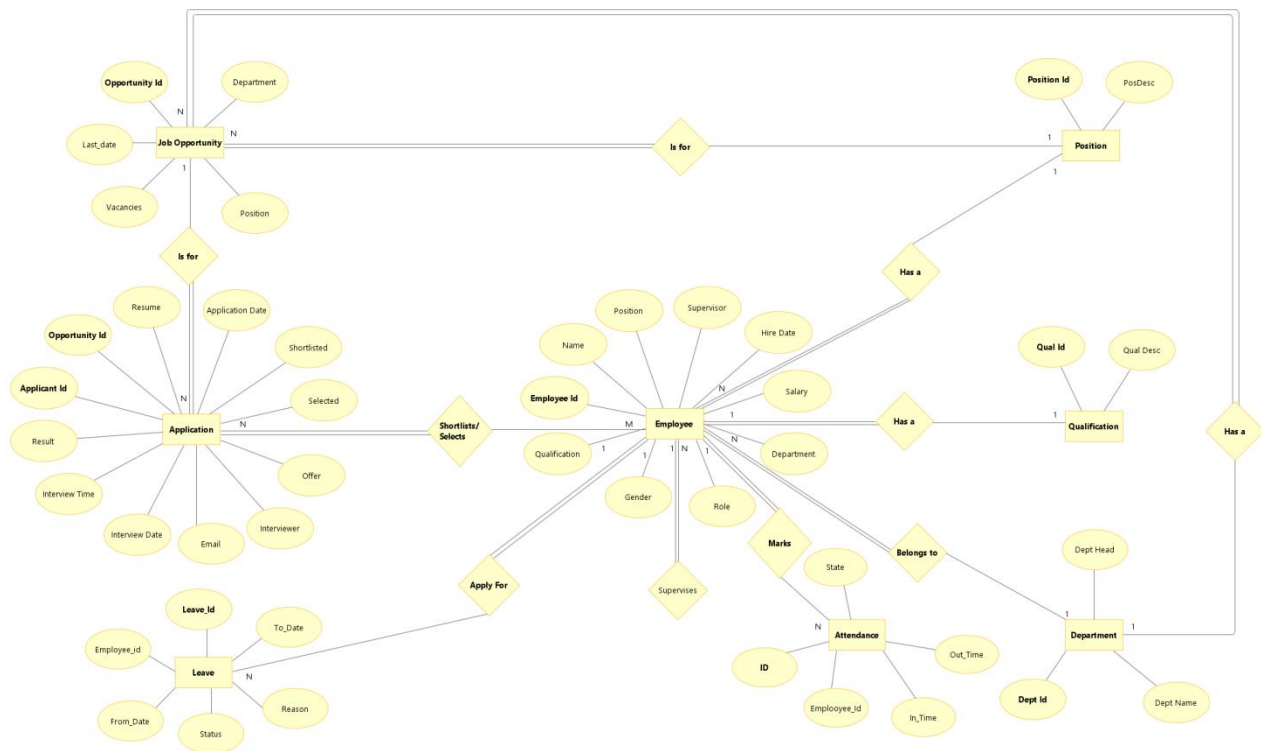 Opportunity Id
Department
Position Id
PosDesc
N
N
Last_date
Job Opportunity
Is for
1
Position
1
1
Vacancies
Position
Is for
Has a
Resume
Application Date
Position
Supervisor
Opportunity Id
Shortlisted
Name
Hire Date
Qual Id
Qual Desc
Applicant Id
Selected
Employee Id
N
Salary
N
Application
N
Shortlists/
Selects
M
Employee
1
Has a
1
Qualification
Has a
Result
Qualification
1
1
1
N
1
N
Department
Interview Time
Offer
Gender
Role
Interview Date
Email
Interviewer
Marks
Belongs to
Dept Head
State
Apply For
Supervises
Leave_Id
To_Date
1
1
Employee_id
N
Attendance
Department
Leave
N
ID
Out_Time
From_Date
Status
Reason
Emplooyee_Id
In_Time
Dept Id
Dept Name